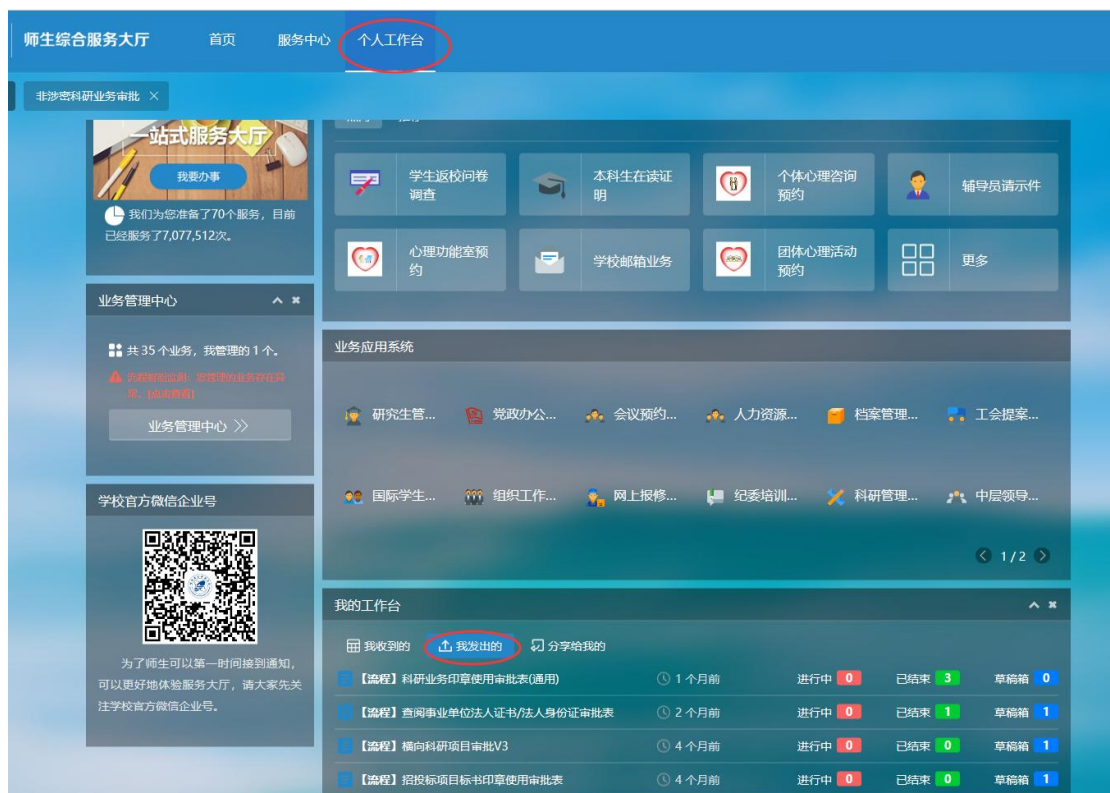 师生综合服务大厅
首页
服务中心
个人工作台
非涉密科研业务审批 ×
一站式服务大厅
我要办事
我们为您准备了70个服务，目前
已经服务了7,077,512次。
学生返校问卷
调查
本科生在读证
明
个体心理咨询
预约
辅导员请示件
心理功能室预
约
学校邮箱业务
团体心理活动
预约
更多
业务管理中心
共 35 个业务，我管理的 1 个。
业务管理中心 >>
业务应用系统
研究生管...
党政办公...
会议预约...
人力资源...
档案管理...
工会提案...
国际学生...
组织工作...
网上报修...
纪委培训...
科研管理...
中层领导...
1 / 2
学校官方微信企业号
为了师生可以第一时间接到通知，
可以更好地体验服务大厅，请大家先关
注学校官方微信企业号。
我的工作台
我收到的
我发出的
分享给我的
【流程】科研业务印章使用审批表(通用) 1 个月前 进行中 0 已结束 3 草稿箱 0
【流程】查阅事业单位法人证书/法人身份证审批表 2 个月前 进行中 0 已结束 1 草稿箱 1
【流程】横向科研项目审批V3 4 个月前 进行中 0 已结束 0 草稿箱 1
【流程】招投标项目标书印章使用审批表 4 个月前 进行中 0 已结束 0 草稿箱 1